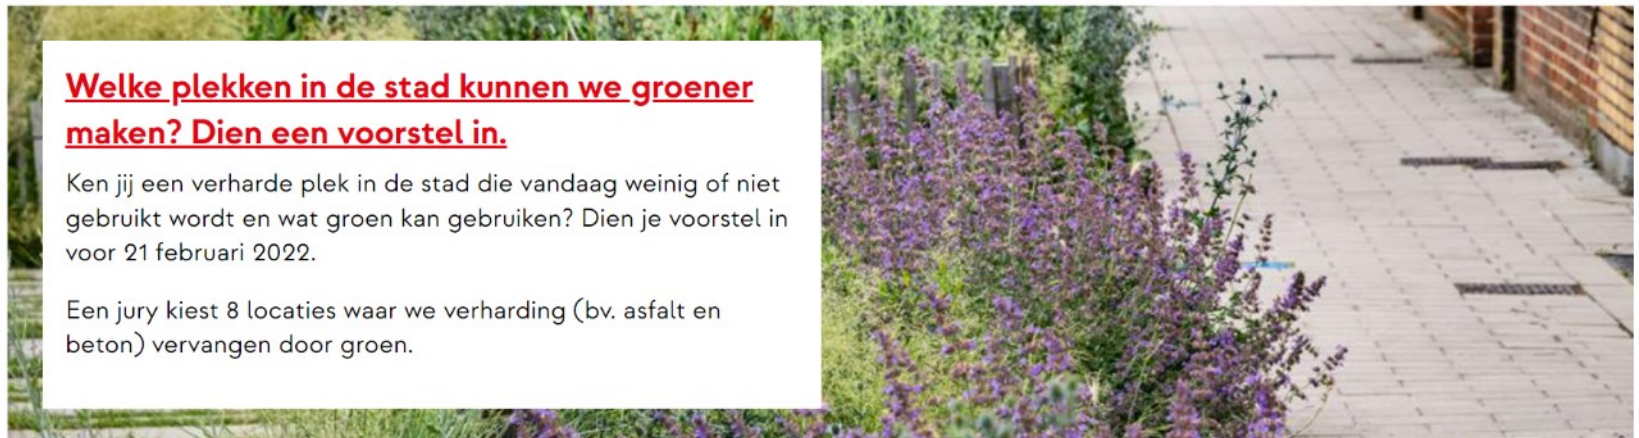 Welke plekken in de stad kunnen we groener
maken? Dien een voorstel in.
Ken jij een verharde plek in de stad die vandaag weinig of niet
gebruikt wordt en wat groen kan gebruiken? Dien je voorstel in
voor 21 februari 2022.
Een jury kiest 8 locaties waar we verharding (bv. asfalt en
beton) vervangen door groen.